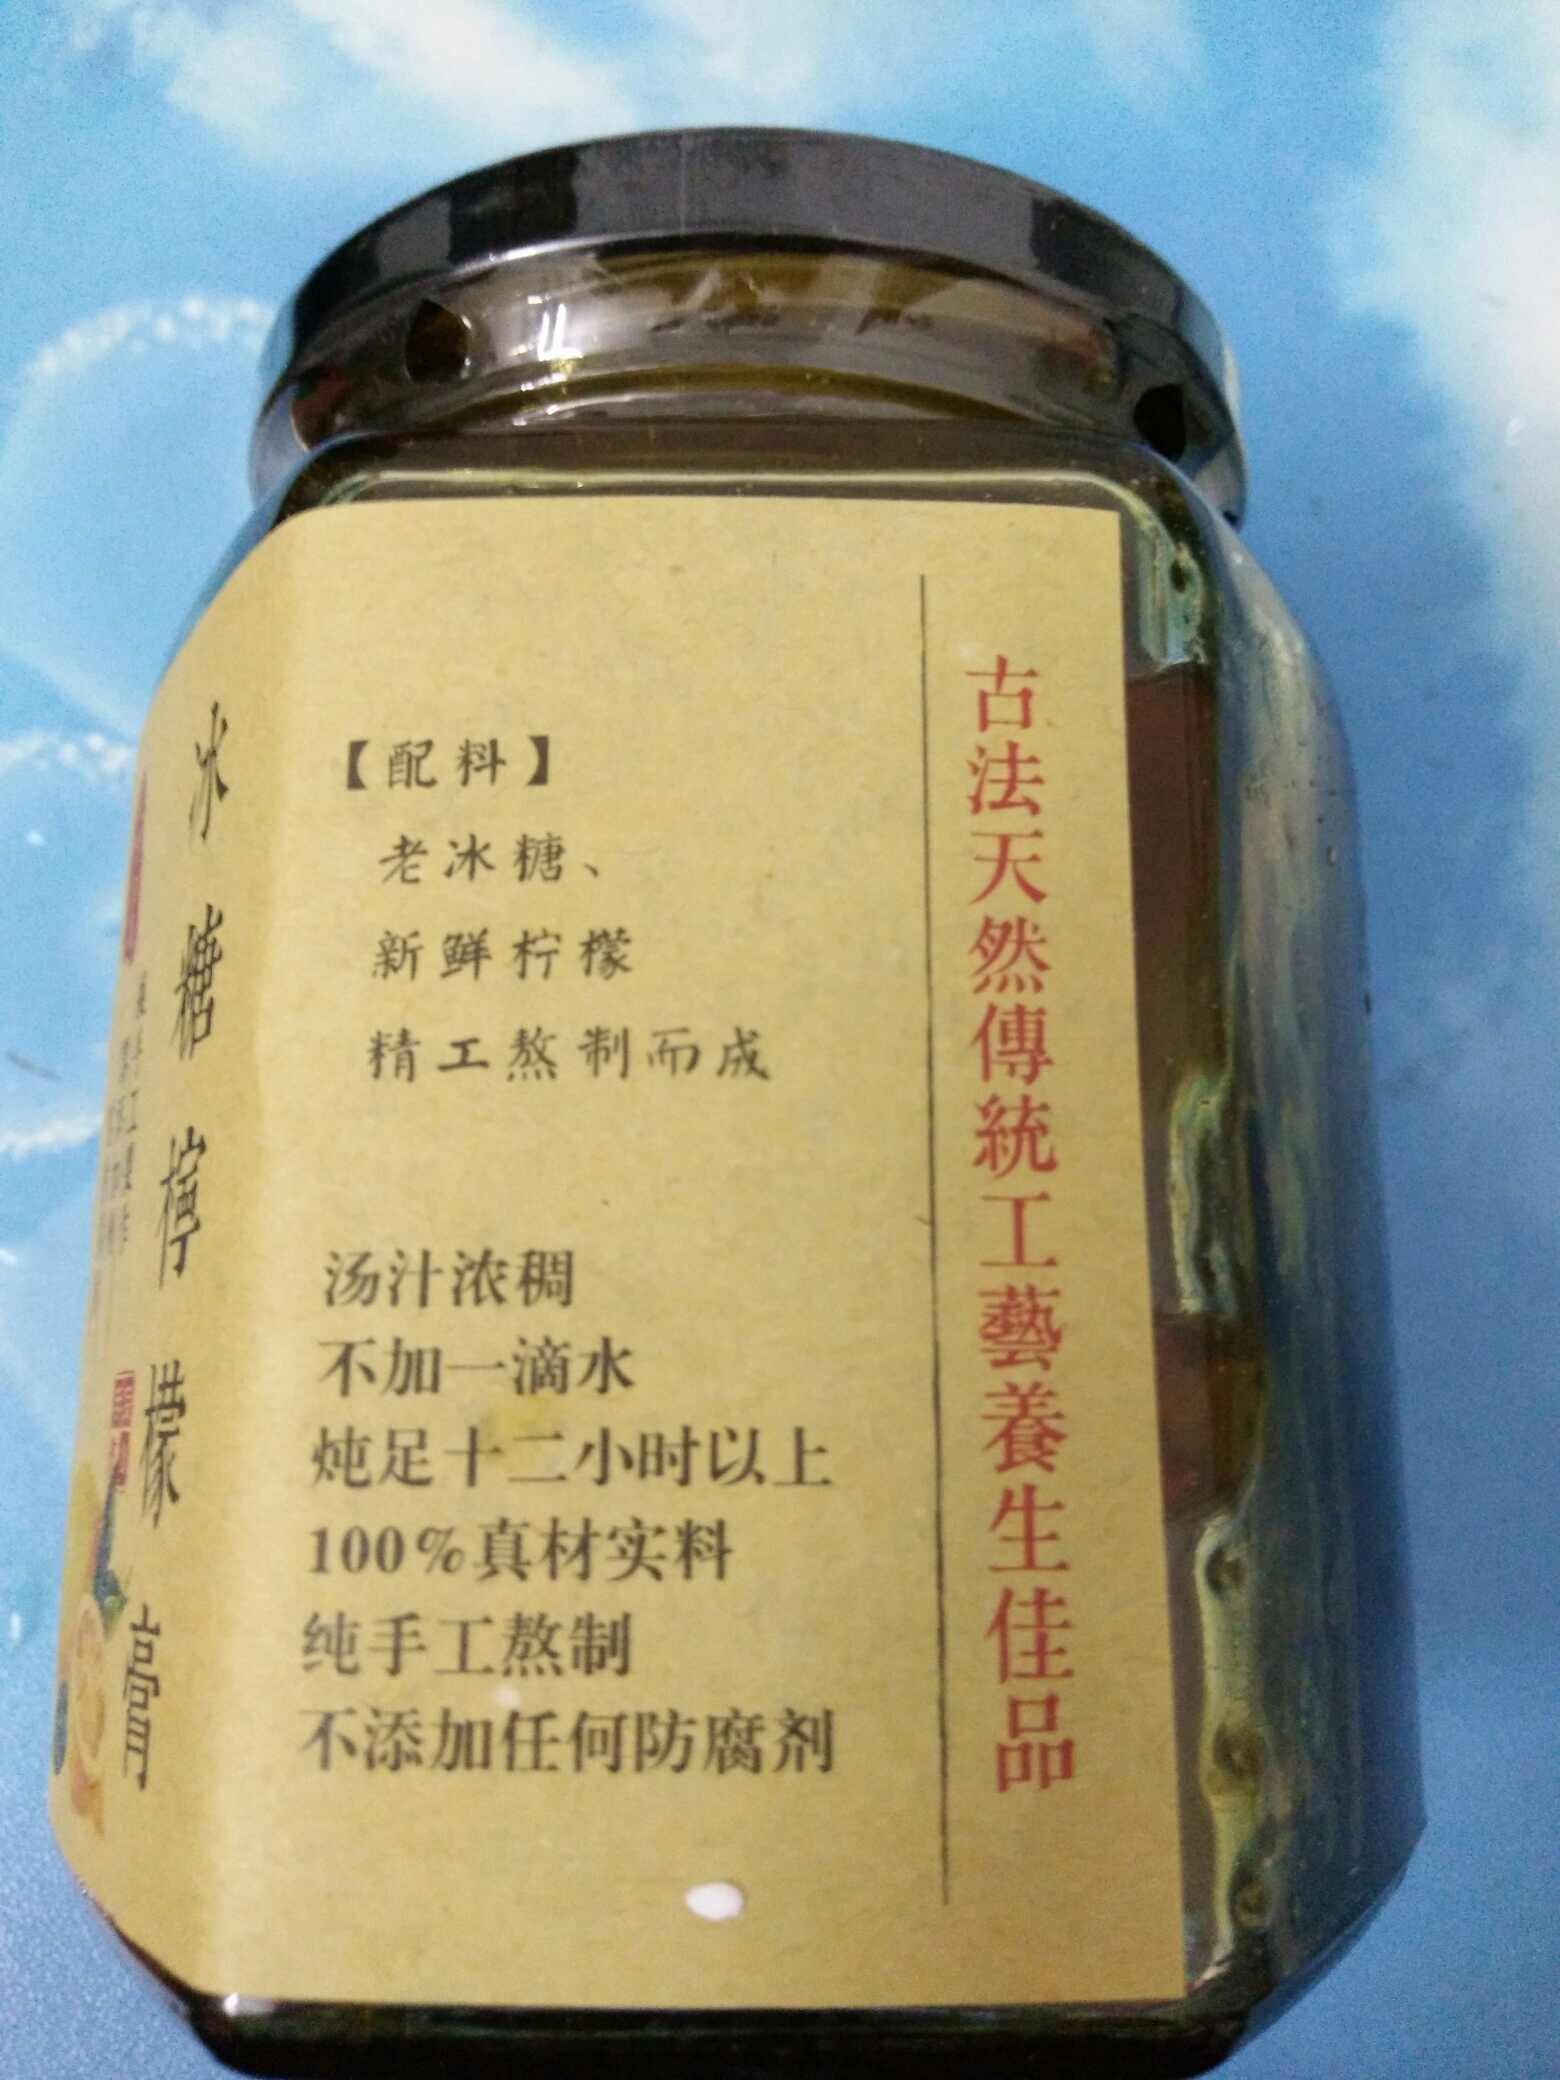 冰糖檸檬膏
【配料】
老冰糖、
新鲜柠檬
精工熬制而成
汤汁浓稠
不加一滴水
炖足十二小时以上
100%真材实料
纯手工熬制
不添加任何防腐剂
古法天然傳統工藝養生佳品